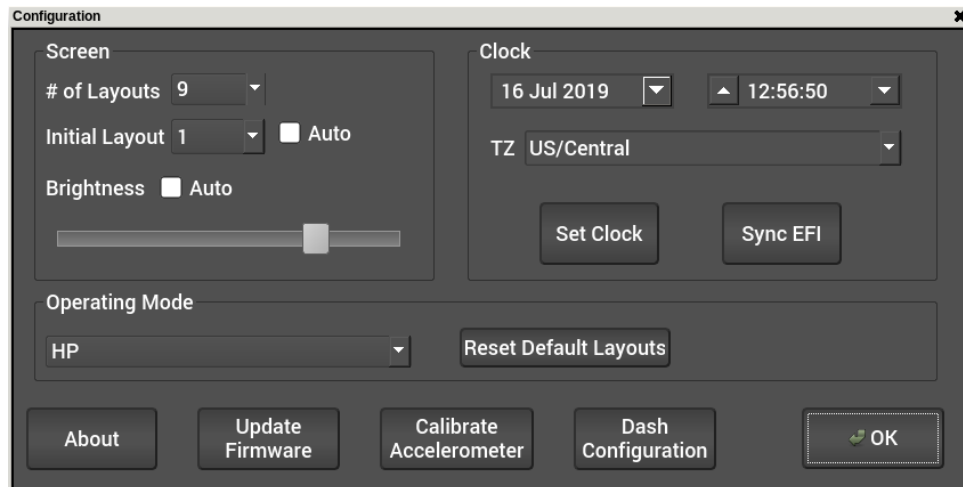 Configuration
Screen
# of Layouts 9
Initial Layout 1 Auto
Brightness Auto
Clock
16 Jul 2019 12:56:50
TZ US/Central
Set Clock Sync EFI
Operating Mode
HP Reset Default Layouts
About
Update
Firmware
Calibrate
Accelerometer
Dash
Configuration
OK